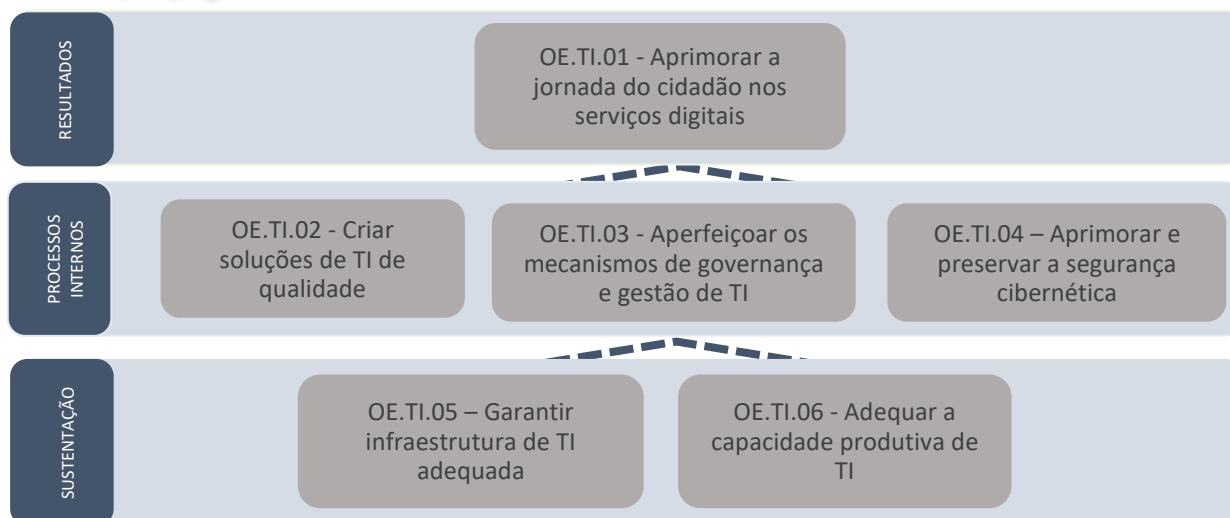 RESULTADOS
OE.TI.01 - Aprimorar a
jornada do cidadão nos
serviços digitais
PROCESSOS
INTERNOS
OE.TI.02 - Criar
soluções de TI de
qualidade
OE.TI.03 - Aperfeiçoar os
mecanismos de governança
e gestão de TI
OE.TI.04 – Aprimorar e
preservar a segurança
cibernética
SUSTENTAÇÃO
OE.TI.05 – Garantir
infraestrutura de TI
adequada
OE.TI.06 - Adequar a
capacidade produtiva de
TI